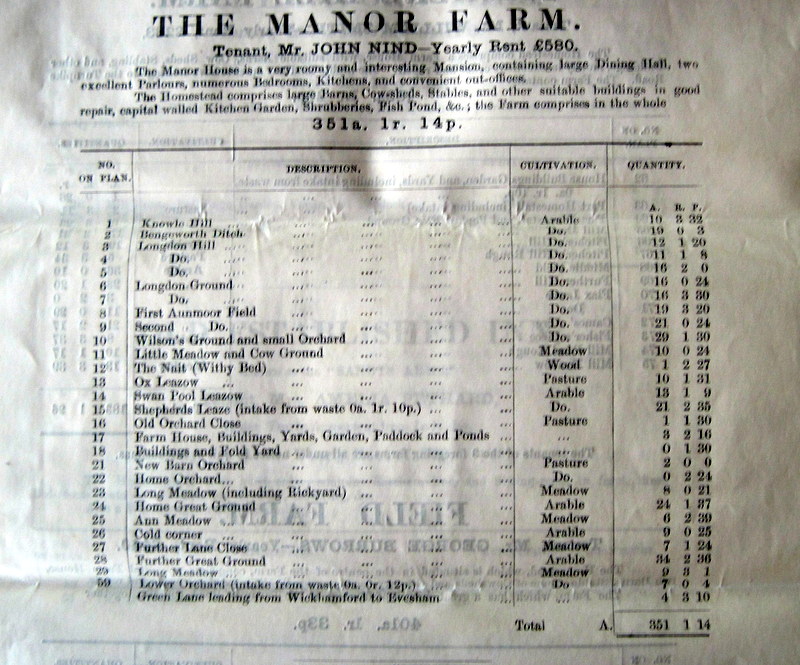 THE MANOR FARM.
Tenant, Mr. JOHN NIND—Yearly Rent £580.
The Manor House is a very roomy and interesting Mansion, containing large Dining Hall, two
excellent Parlours, numerous Bedrooms, Kitchens, and convenient out-offices.
The Homestead comprises large Barns, Cow-sheds, Stables, and other suitable buildings in good
repair, capital walled Kitchen Garden, Shrubberies, Fish Pond, &c.; the Farm comprises in the whole
351a. 1r. 14p.
NO. ON PLAN. DESCRIPTION. CULTIVATION. QUANTITY.
A. R. P.
1 Knowle Hill ... Arable 10 3 32
2 Bengeworth Ditch ... Do. 19 0 3
3 Longdon Hill ... Do. 12 1 20
4 Do. ... Do. 11 1 8
5 Do. ... Do. 16 2 0
6 Longdon Ground ... Do. 16 0 24
7 Do. ... Do. 16 3 30
8 First Aunmoor Field ... Do. 19 3 20
9 Second Do. ... Do. 21 0 24
10 Wilson's Ground and small Orchard ... Do. 29 1 30
11 Little Meadow and Cow Ground ... Meadow 10 0 24
12 The Nait (Withy Bed) ... Wood 1 2 27
13 Ox Leazow ... Pasture 10 1 31
14 Swan Pool Leazow ... Arable 13 1 9
15 Shepherds Leaze (intake from waste 0a. 1r. 10p.) ... Do. 21 2 35
16 Old Orchard Close ... Pasture 1 1 30
17 Farm House, Buildings, Yards, Garden, Paddock and Ponds ... 3 2 16
18 Buildings and Fold Yard ... 0 1 30
21 New Barn Orchard ... Pasture 2 0 0
22 Home Orchard... Do. 0 2 24
23 Long Meadow (including Rickyard) ... Meadow 8 0 21
24 Home Great Ground ... Arable 24 1 37
25 Ann Meadow ... Meadow 6 2 39
26 Cold corner ... Arable 9 0 25
27 Further Lane Close ... Meadow 7 1 24
28 Further Great Ground ... Arable 34 2 36
29 Long Meadow ... Meadow 9 3 1
59 Lower Orchard (intake from waste 0a. 0r. 12p.) ... Do. 7 0 4
Green Lane leading from Wickhamford to Evesham ... 4 3 10
Total A. 351 1 14